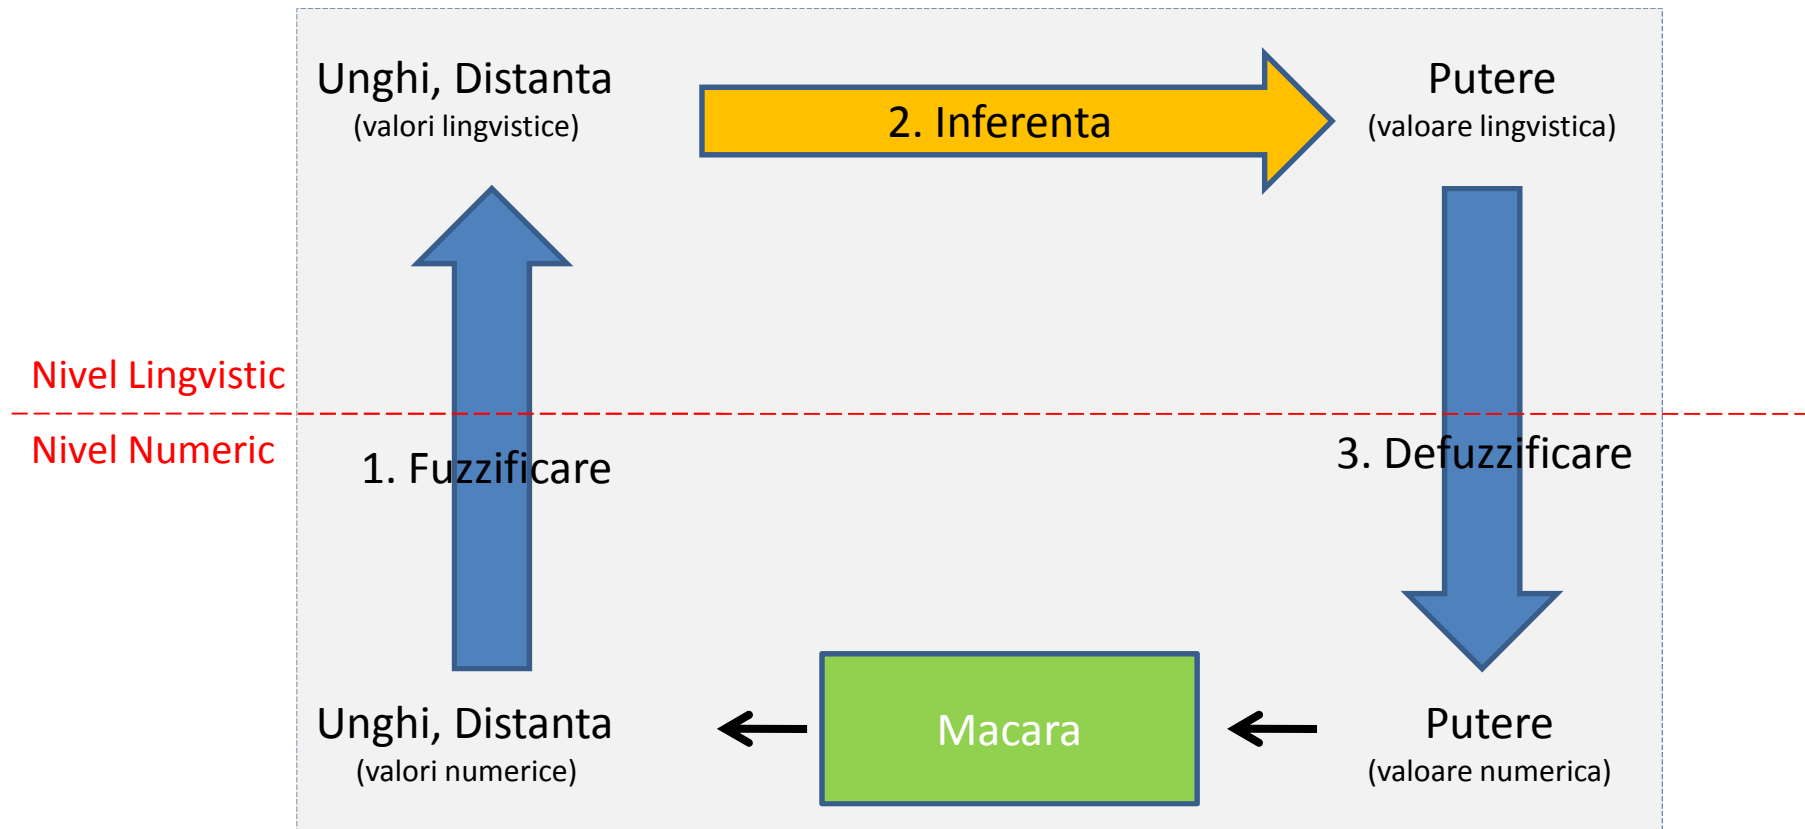 Unghi, Distanta
(valori lingvistice)
2. Inferenta
Putere
(valoare lingvistica)
Nivel Lingvistic
Nivel Numeric
1. Fuzzificare
3. Defuzzificare
Unghi, Distanta
(valori numerice)
Macara
Putere
(valoare numerica)